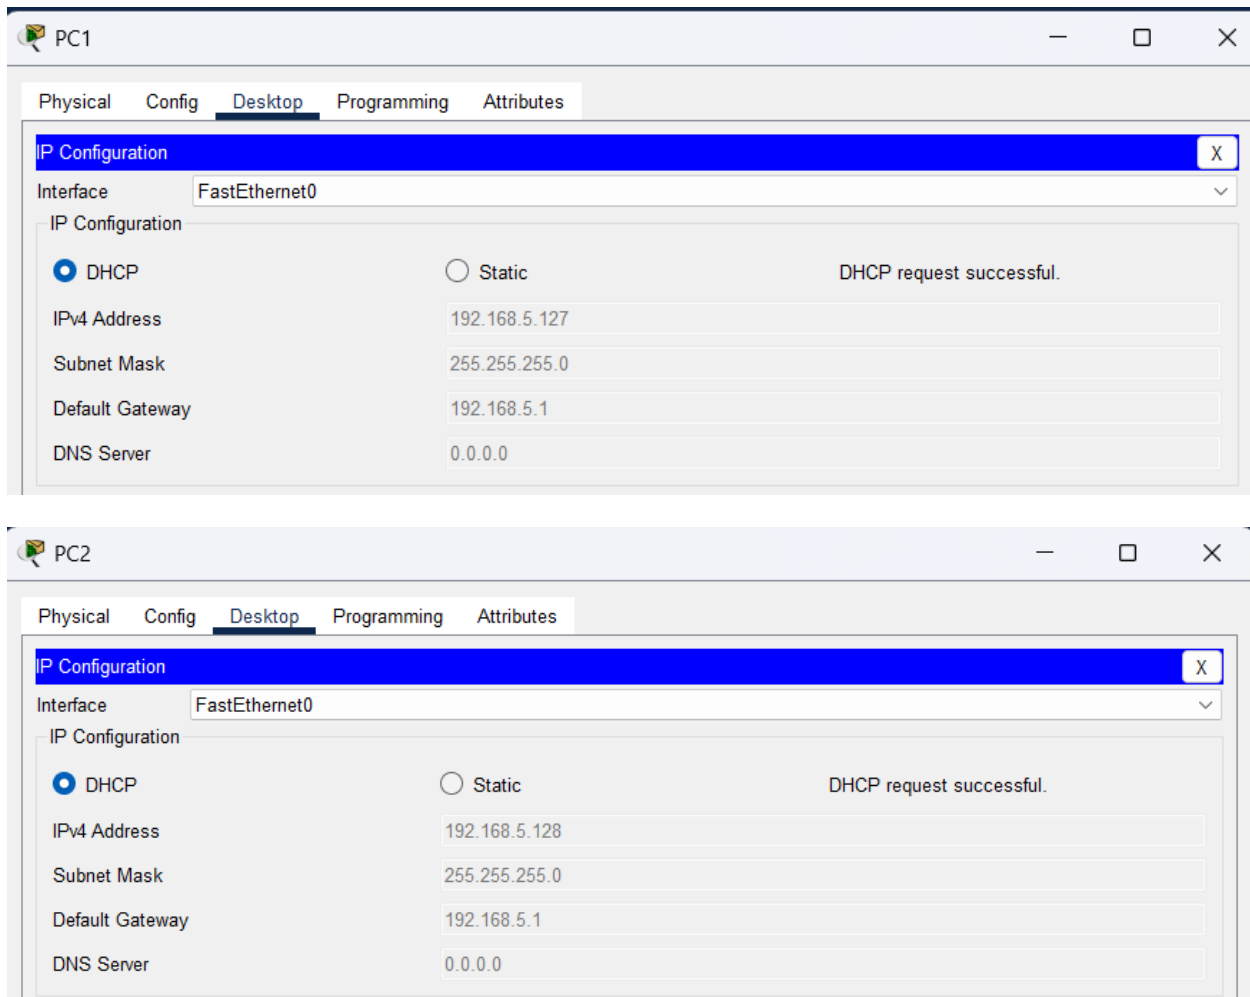 PC1
Physical Config Desktop Programming Attributes
IP Configuration X
Interface FastEthernet0
IP Configuration
DHCP Static DHCP request successful.
IPv4 Address 192.168.5.127
Subnet Mask 255.255.255.0
Default Gateway 192.168.5.1
DNS Server 0.0.0.0
PC2
Physical Config Desktop Programming Attributes
IP Configuration X
Interface FastEthernet0
IP Configuration
DHCP Static DHCP request successful.
IPv4 Address 192.168.5.128
Subnet Mask 255.255.255.0
Default Gateway 192.168.5.1
DNS Server 0.0.0.0